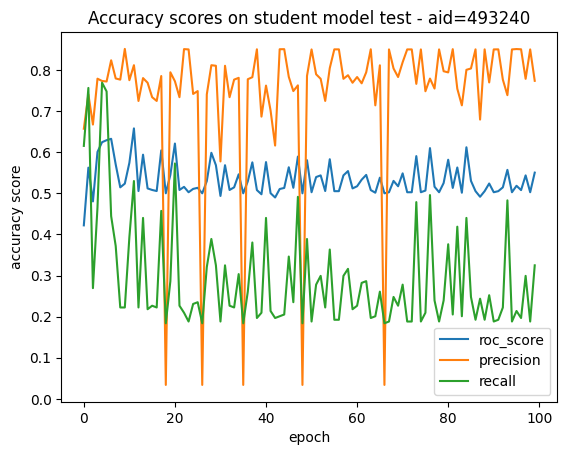 Accuracy scores on student model test - aid=493240
accuracy score
0.8
0.7
0.6
0.5
0.4
0.3
0.2
0.1
0.0
0
20
40
60
80
100
epoch
roc_score
precision
recall